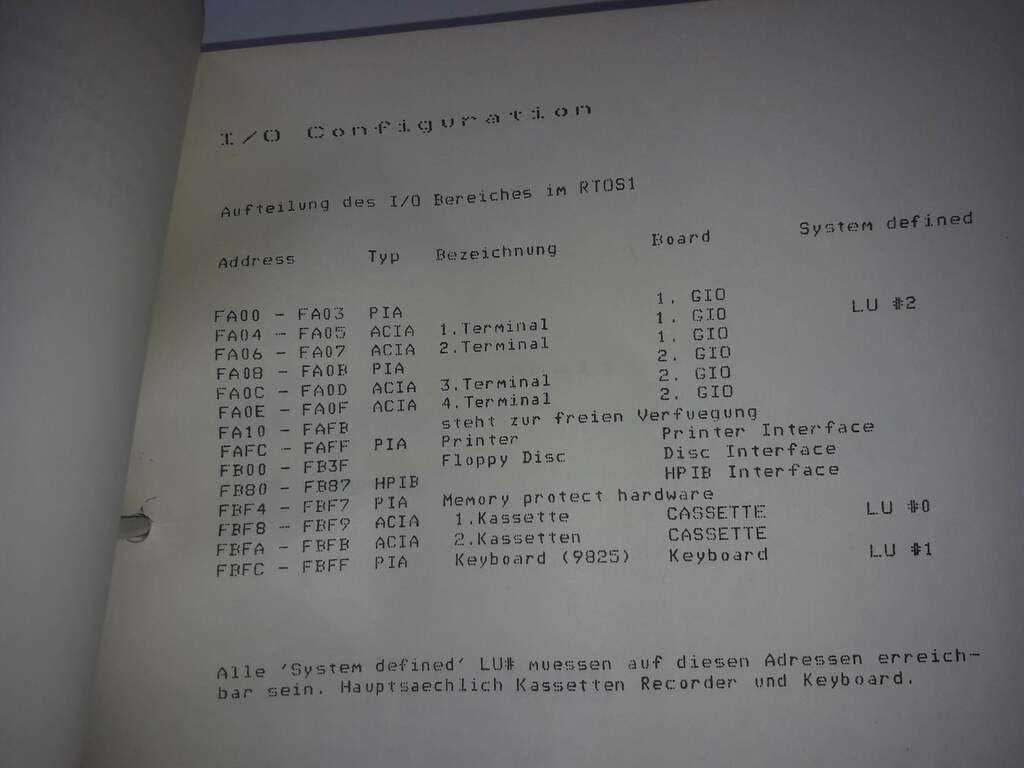 I/O Configuration
Aufteilung des I/O Bereiches im RTOS1
Address Typ Bezeichnung Board System defined
FA00 - FA03 PIA 1. GIO
FA04 - FA05 ACIA 1.Terminal 1. GIO LU #2
FA06 - FA07 ACIA 2.Terminal 1. GIO
FA08 - FA0B PIA 2. GIO
FA0C - FA0D ACIA 3.Terminal 2. GIO
FA0E - FA0F ACIA 4.Terminal 2. GIO
FA10 - FAFB steht zur freien Verfuegung
FAFC - FAFF PIA Printer Printer Interface
FB00 - FB3F Floppy Disc Disc Interface
FB80 - FB87 HPIB HPIB Interface
FBF4 - FBF7 PIA Memory protect hardware
FBF8 - FBF9 ACIA 1.Kassette CASSETTE LU #0
FBFA - FBFB ACIA 2.Kassetten CASSETTE
FBFC - FBFF PIA Keyboard (9825) Keyboard LU #1
Alle 'System defined' LU# muessen auf diesen Adressen erreich-
bar sein. Hauptsaechlich Kassetten Recorder und Keyboard.